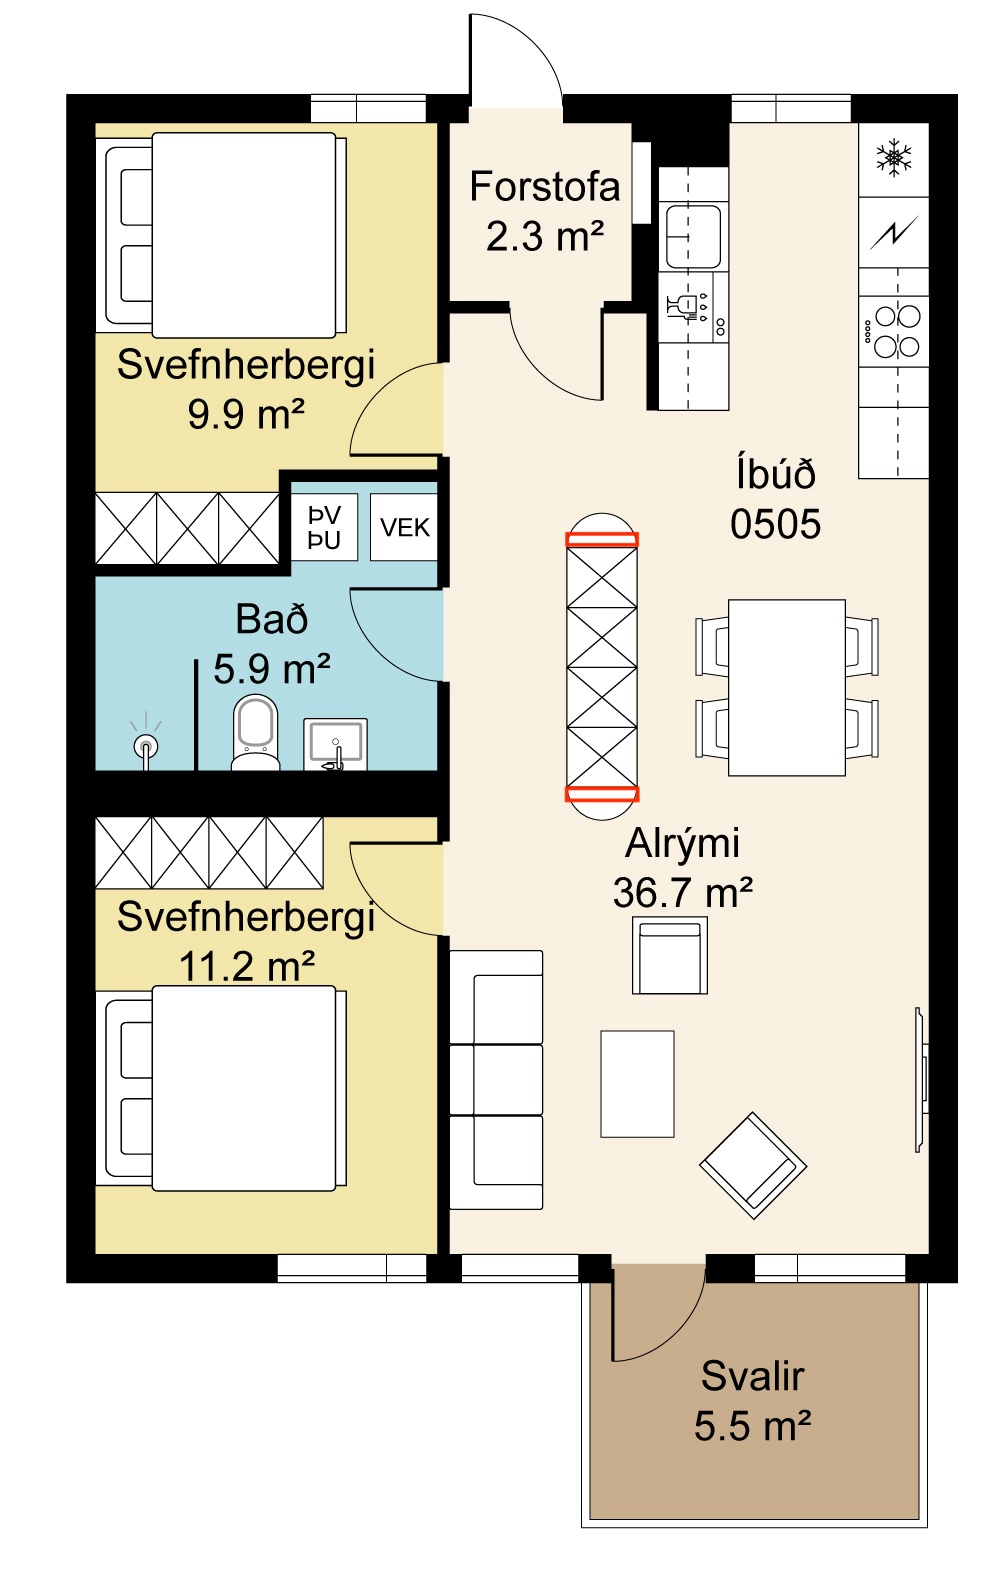 Forstofa
2.3 m²
Svefnherbergi
9.9 m²
Íbúð
0505
ÞV
ÞU
VEK
Bað
5.9 m²
Alrými
36.7 m²
Svefnherbergi
11.2 m²
Svalir
5.5 m²